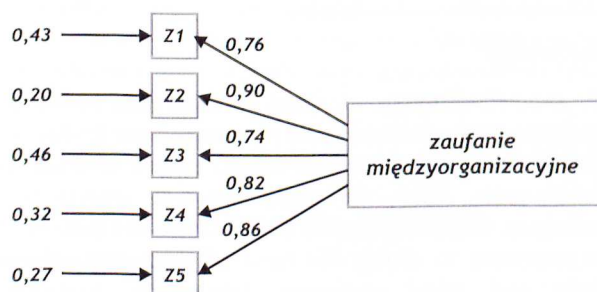 0,43 Z1 0,76
0,20 Z2 0,90
0,46 Z3 0,74
0,32 Z4 0,82
0,27 Z5 0,86
zaufanie
międzyorganizacyjne